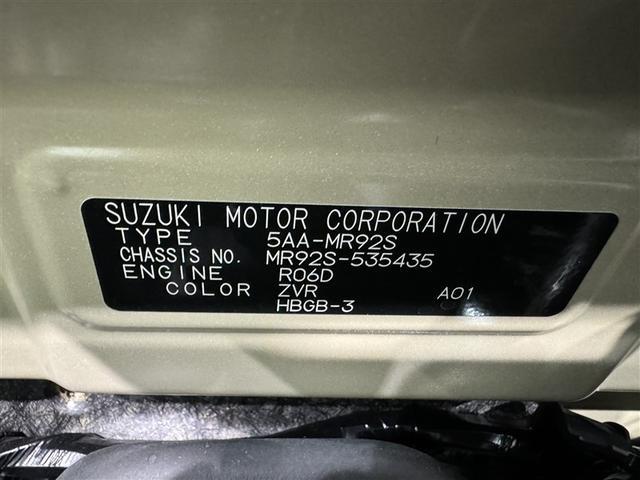 SUZUKI MOTOR CORPORATION
TYPE 5AA-MR92S
CHASSIS NO. MR92S-535435
ENGINE R06D
COLOR ZVR A01
HBGB-3